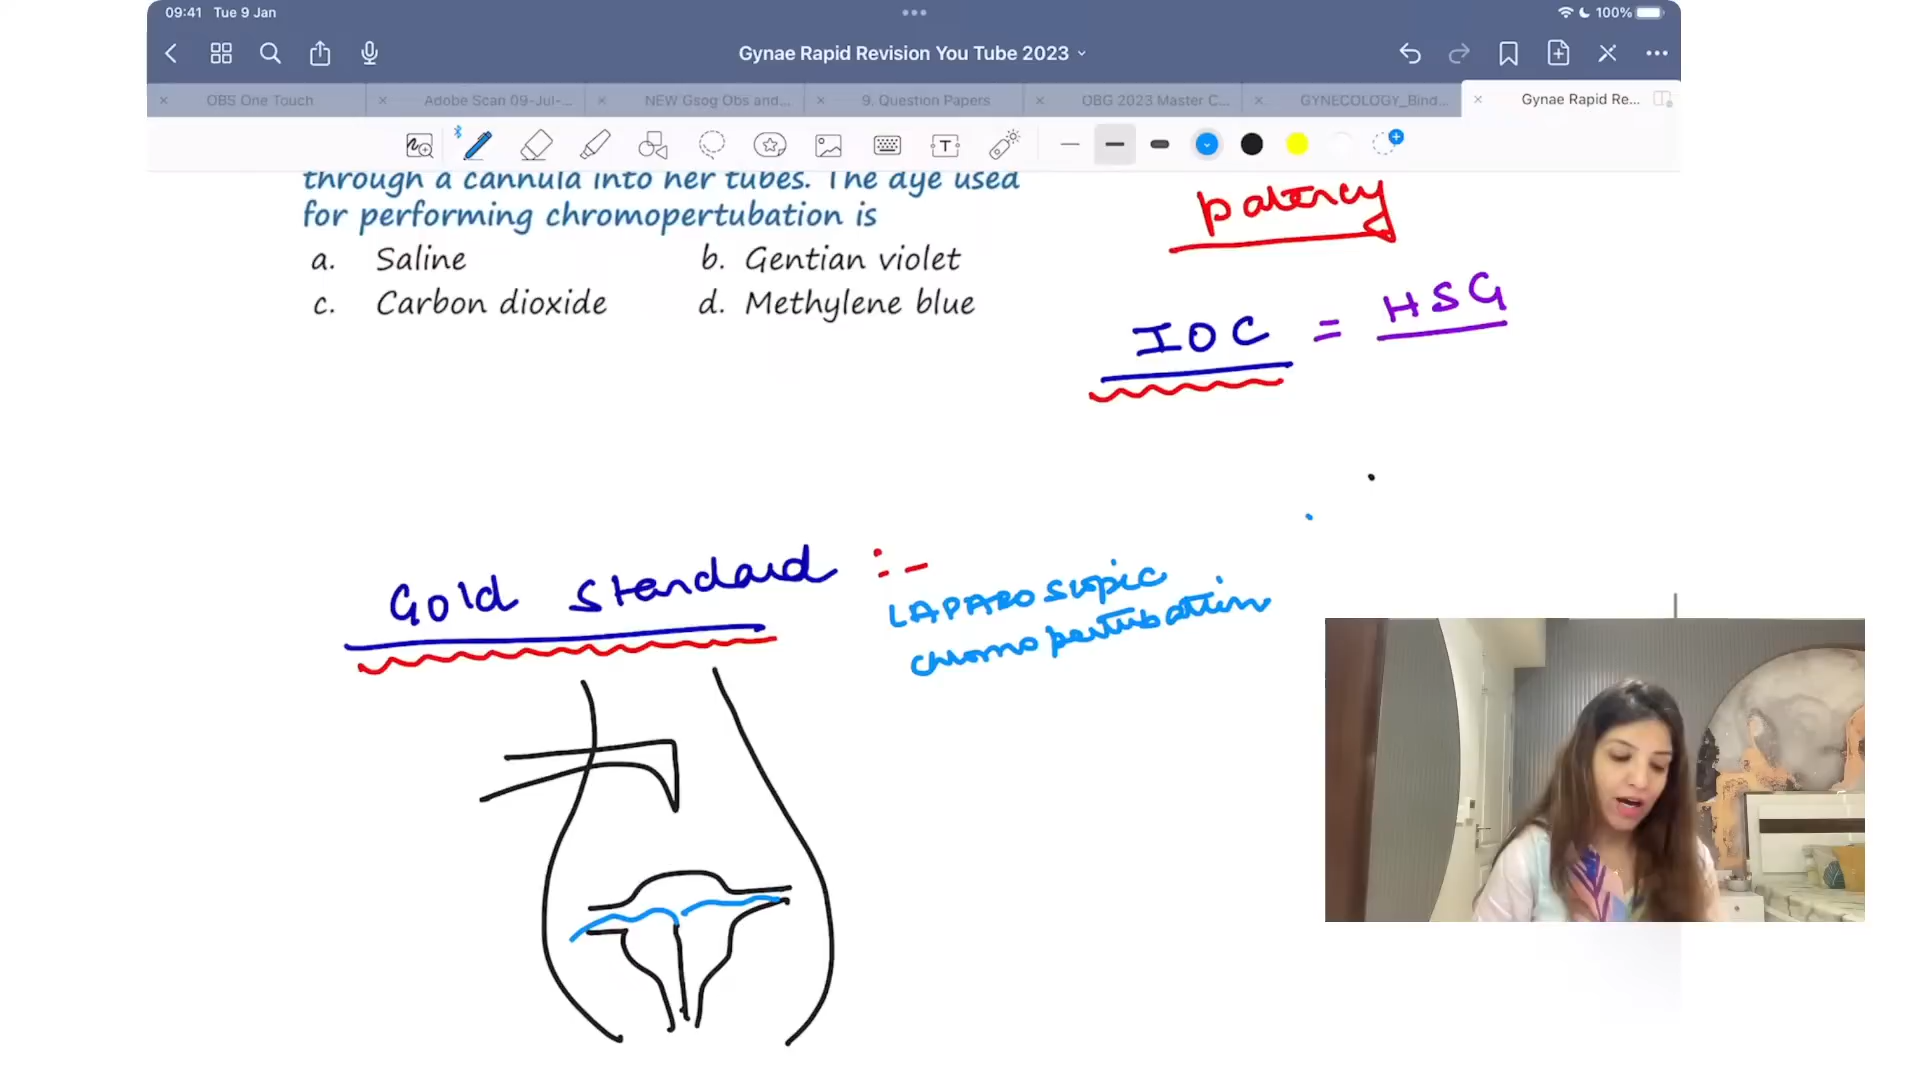 09:41 Tue 9 Jan
100%
Gynae Rapid Revision You Tube 2023
OBS One Touch
Adobe Scan 09-Jul-...
NEW Gsog Obs and...
9. Question Papers
OBG 2023 Master C...
GYNECOLOGY_Bind...
Gynae Rapid Re...
through a cannula into her tubes. The dye used
for performing chromopertubation is
a. Saline
b. Gentian violet
c. Carbon dioxide
d. Methylene blue
patency
IOC = HSG
Gold standard :-
LAPAROSCOPIC
chromopertubation